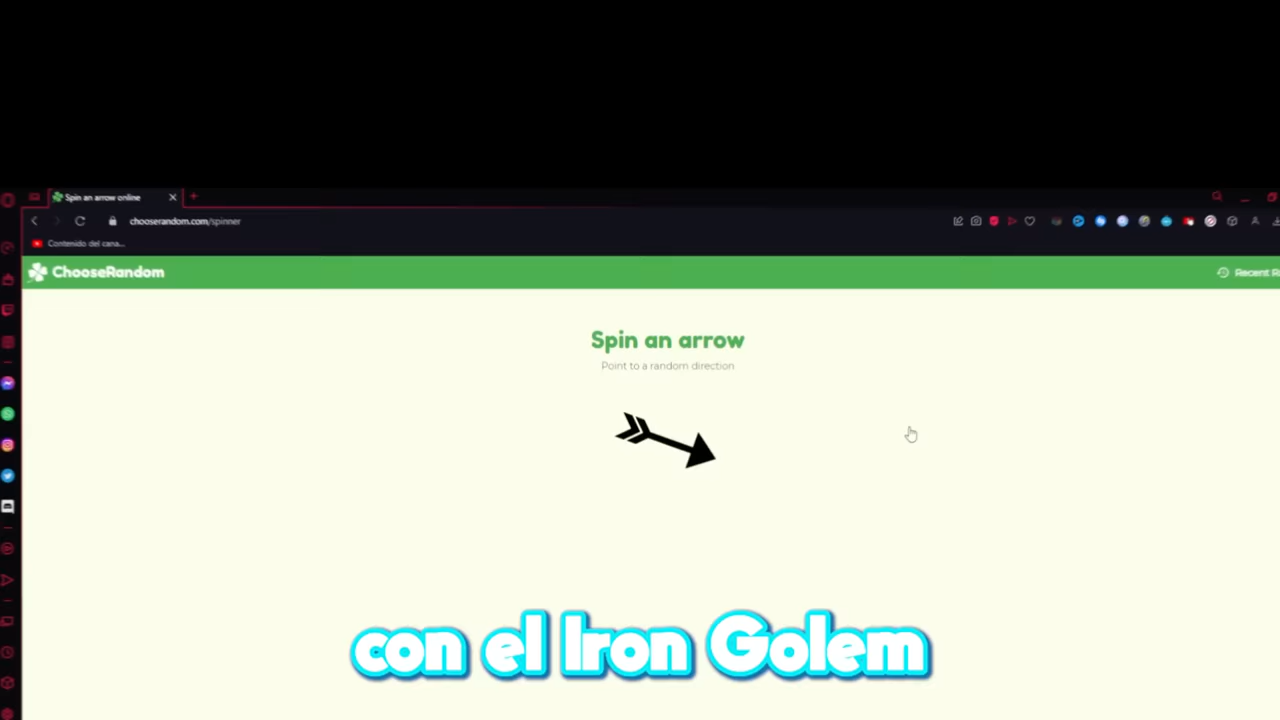 Spin an arrow online
chooserandom.com/spinner
Contenido del cana...
ChooseRandom
Recent R
Spin an arrow
Point to a random direction
con el Iron Golem